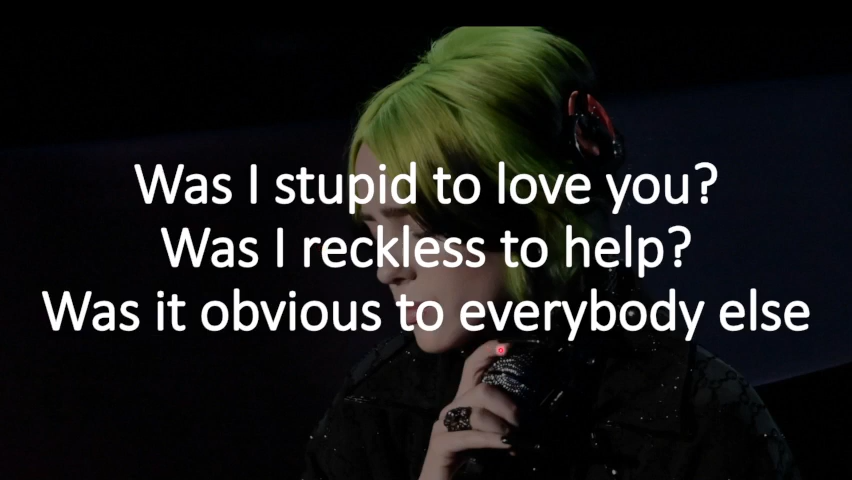 Was I stupid to love you?
Was I reckless to help?
Was it obvious to everybody else